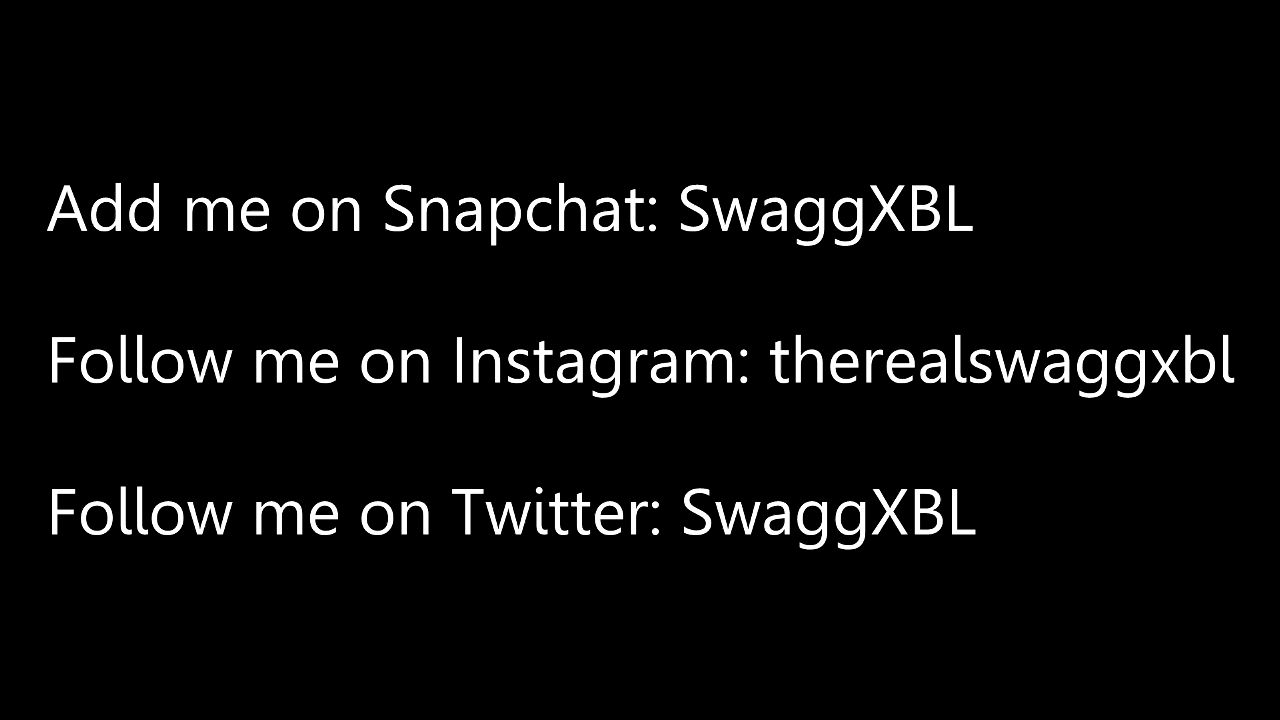 Add me on Snapchat: SwaggXBL
Follow me on Instagram: therealswaggxbl
Follow me on Twitter: SwaggXBL